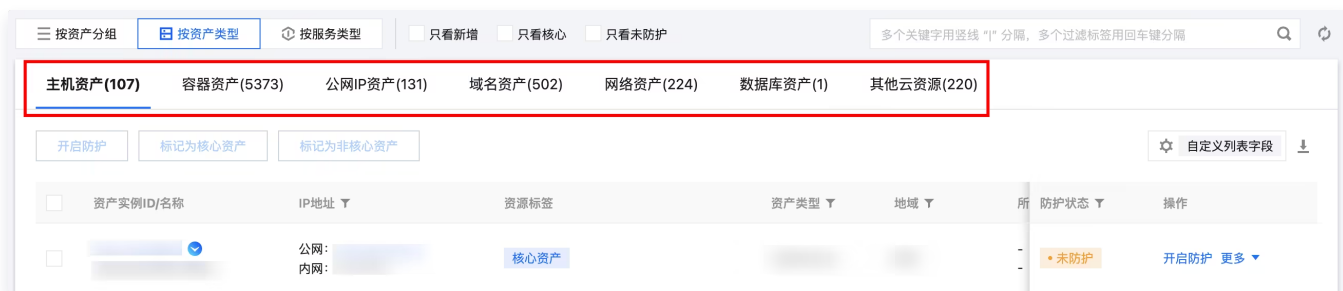 按资产分组 按资产类型 按服务类型 只看新增 只看核心 只看未防护 多个关键字用竖线 "|" 分隔，多个过滤标签用回车键分隔
主机资产(107) 容器资产(5373) 公网IP资产(131) 域名资产(502) 网络资产(224) 数据库资产(1) 其他云资源(220)
开启防护 标记为核心资产 标记为非核心资产 自定义列表字段
资产实例ID/名称 IP地址 资源标签 资产类型 地域 所 防护状态 操作
公网： 核心资产 - 未防护 开启防护 更多
内网： -